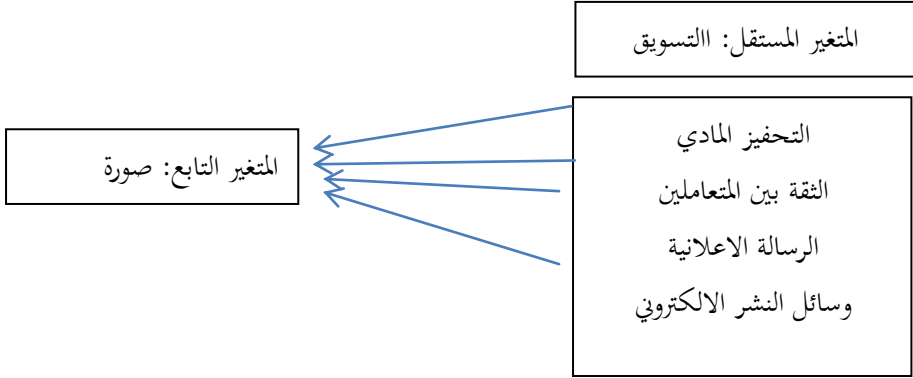 المتغير المستقل: االتسويق
التحفيز المادي
الثقة بين المتعاملين
الرسالة الاعلانية
وسائل النشر الالكتروني
المتغير التابع: صورة